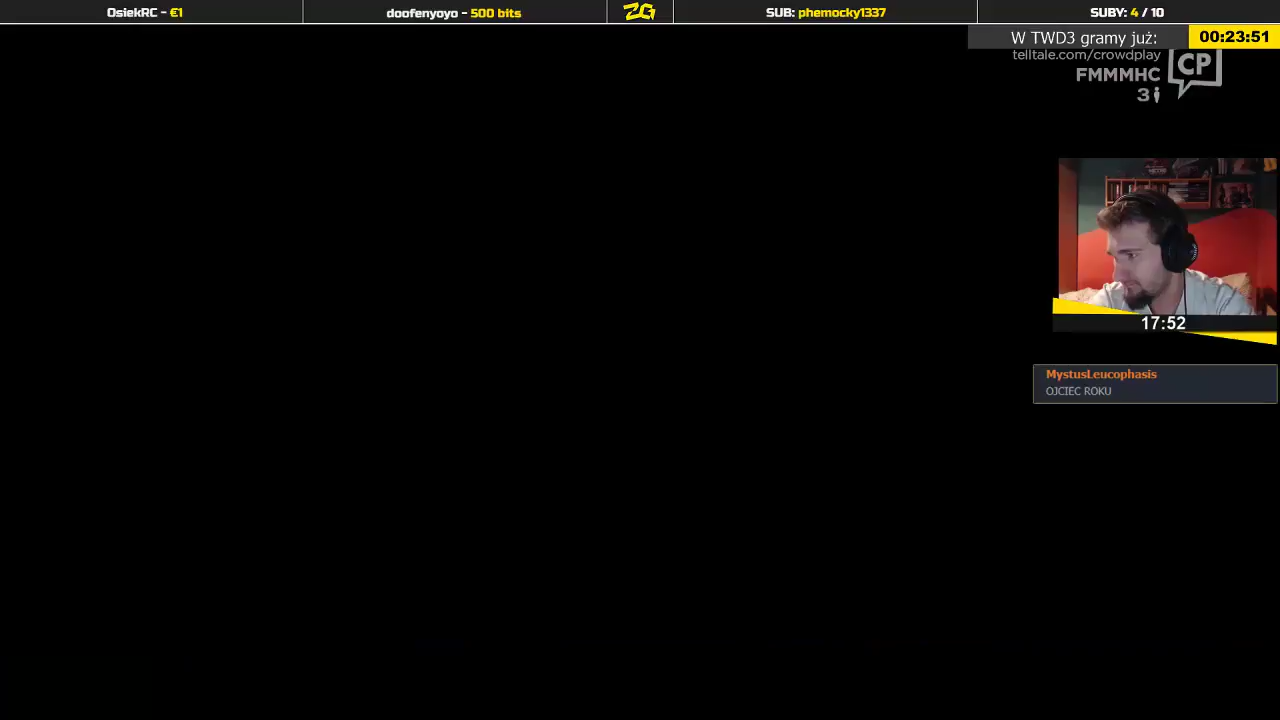 OsiekRC - €1
doofenyoyo - 500 bits
ZG
SUB: phemocky1337
SUBY: 4 / 10
W TWD3 gramy już:
00:23:51
telltale.com/crowdplay
FMMMHC
CP
3
17:52
MystusLeucophasis
OJCIEC ROKU